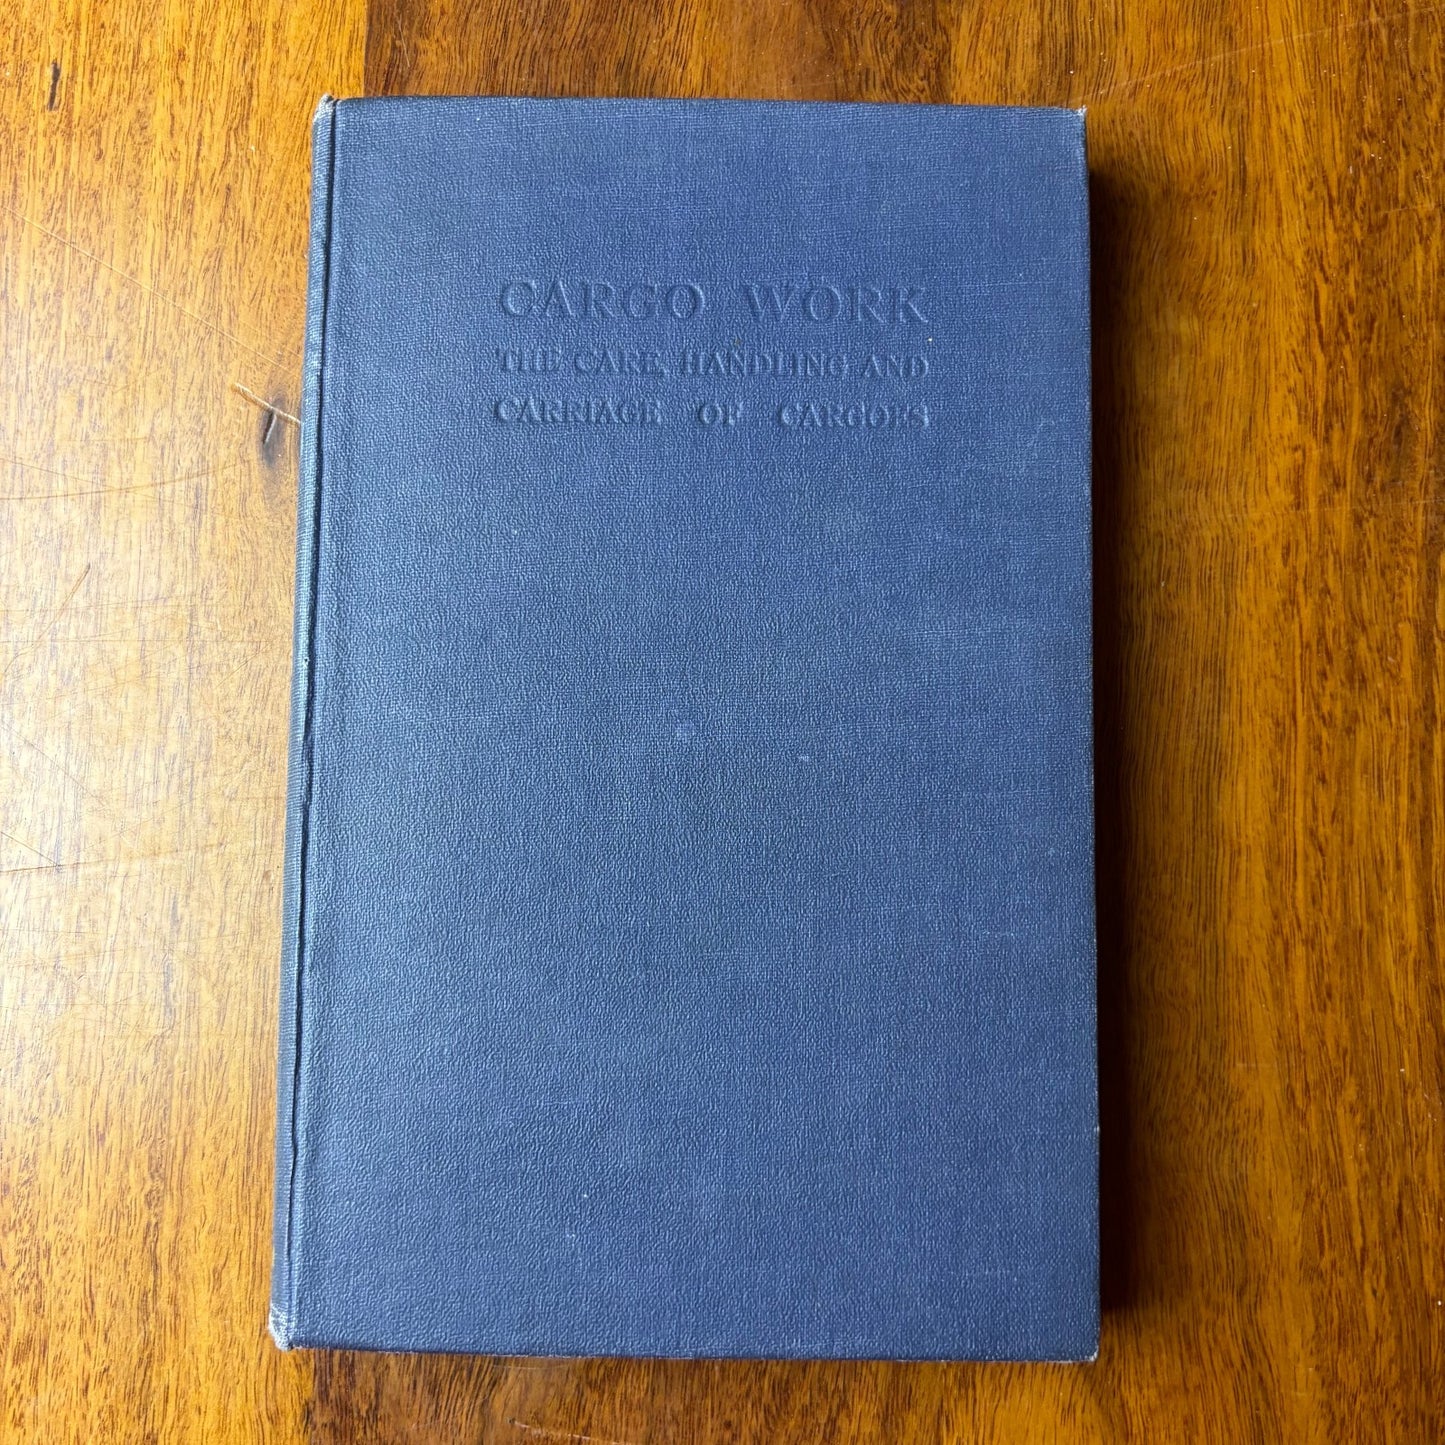 CARGO WORK
THE CARE, HANDLING AND
CARRIAGE OF CARGOES